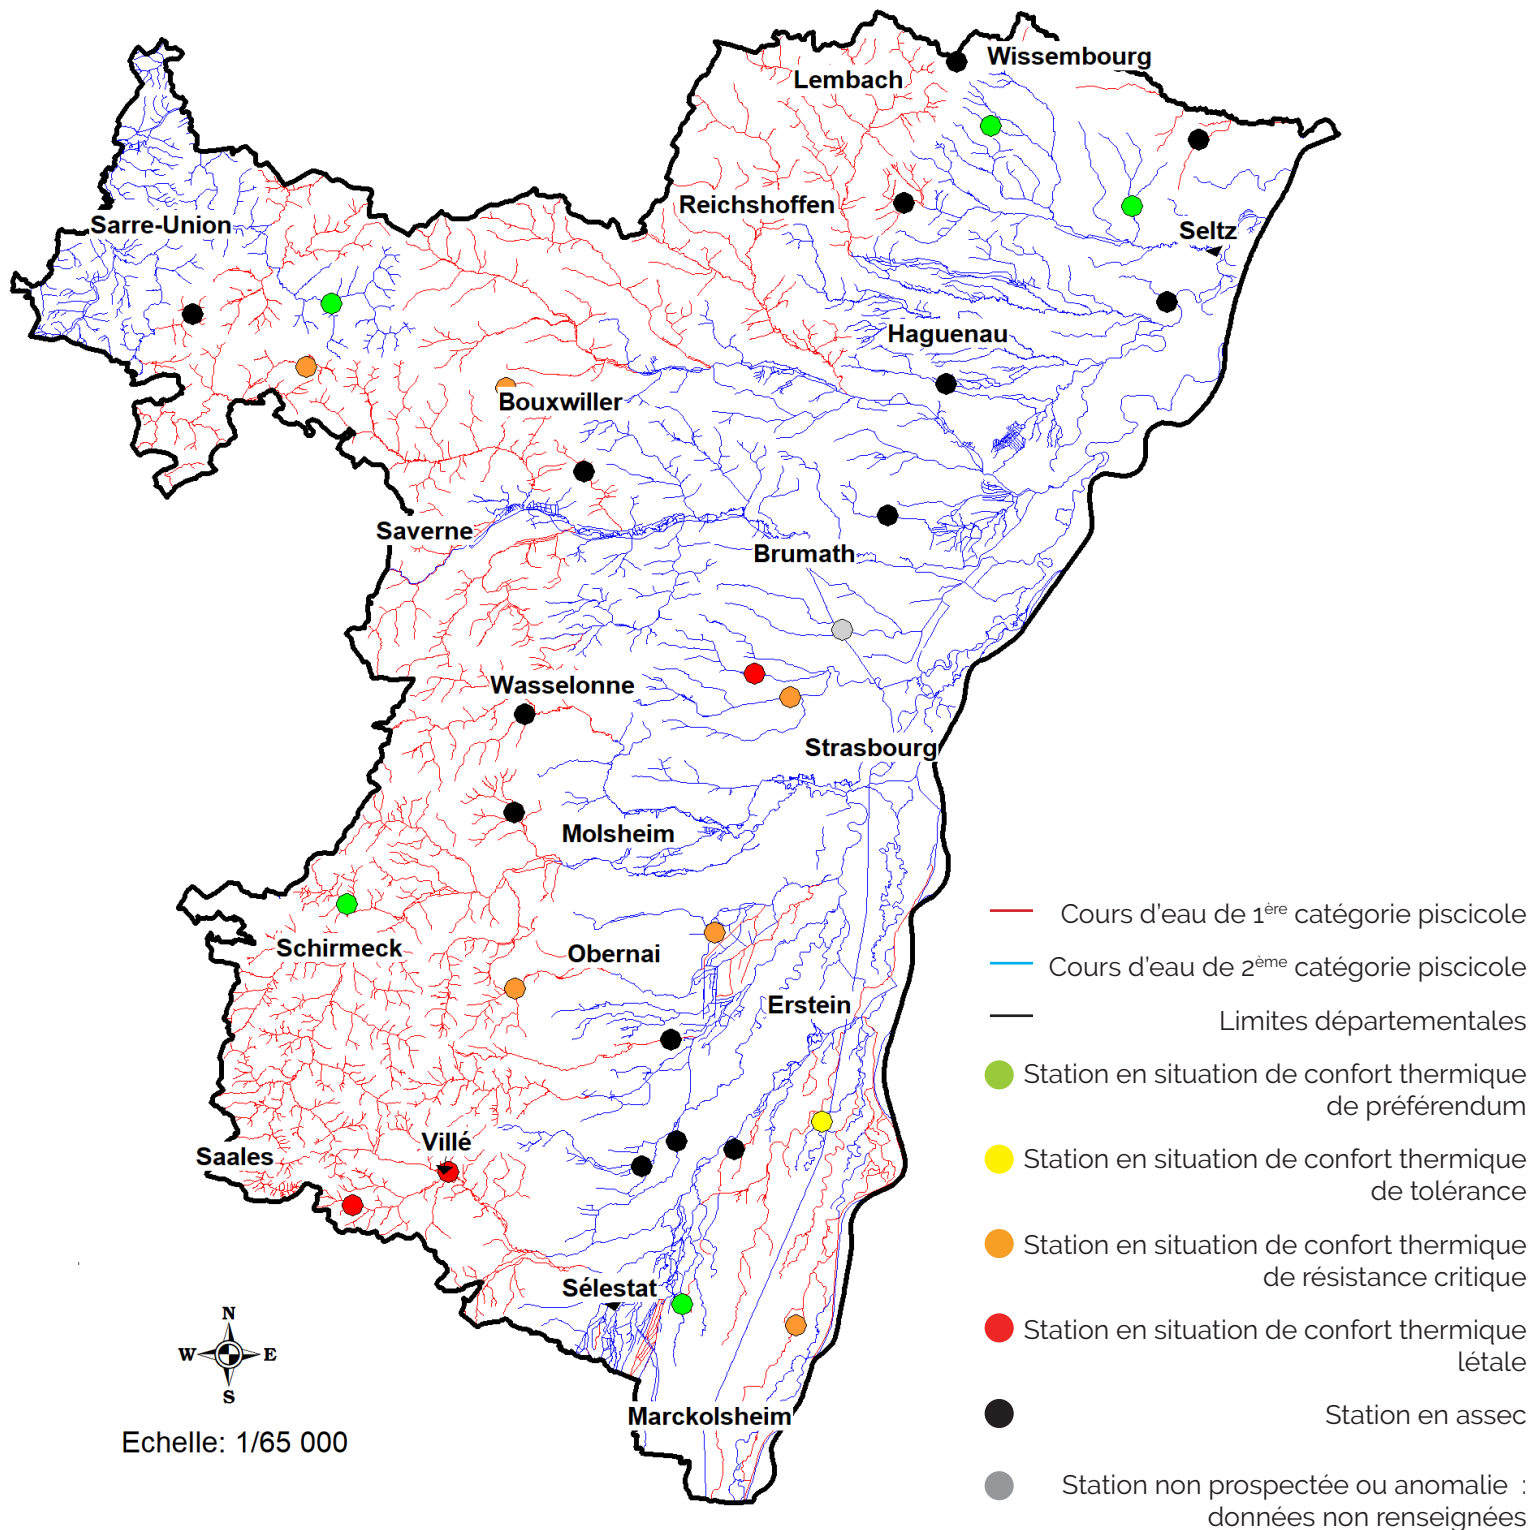 Wissembourg
Lembach
Reichshoffen
Sarre-Union
Seltz
Haguenau
Bouxwiller
Saverne
Brumath
Wasselonne
Strasbourg
Molsheim
Schirmeck
Obernai
Erstein
Villé
Saales
Sélestat
Marckolsheim
N
W E
S
Echelle: 1/65 000
Cours d'eau de 1ère catégorie piscicole
Cours d'eau de 2ème catégorie piscicole
Limites départementales
Station en situation de confort thermique
de préférendum
Station en situation de confort thermique
de tolérance
Station en situation de confort thermique
de résistance critique
Station en situation de confort thermique
létale
Station en assec
Station non prospectée ou anomalie :
données non renseignées